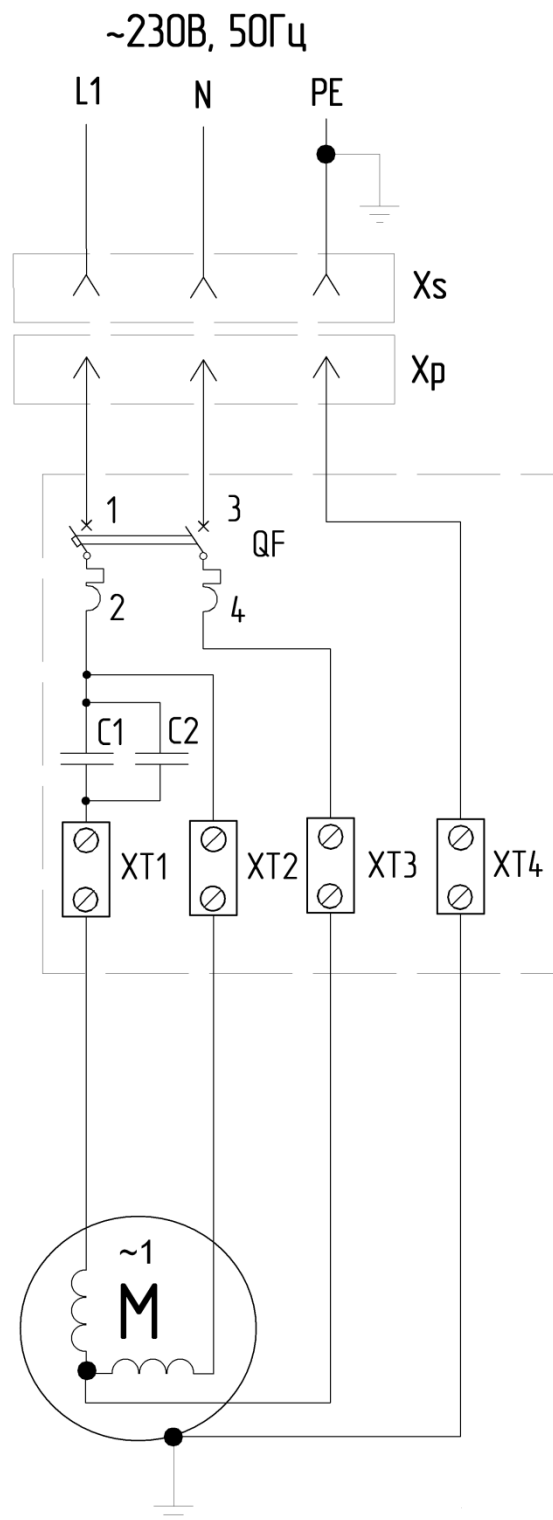 ~230В, 50Гц
L1 N PE
Xs
Xp
1 3
QF
2 4
C1 C2
XT1 XT2 XT3 XT4
~1
M